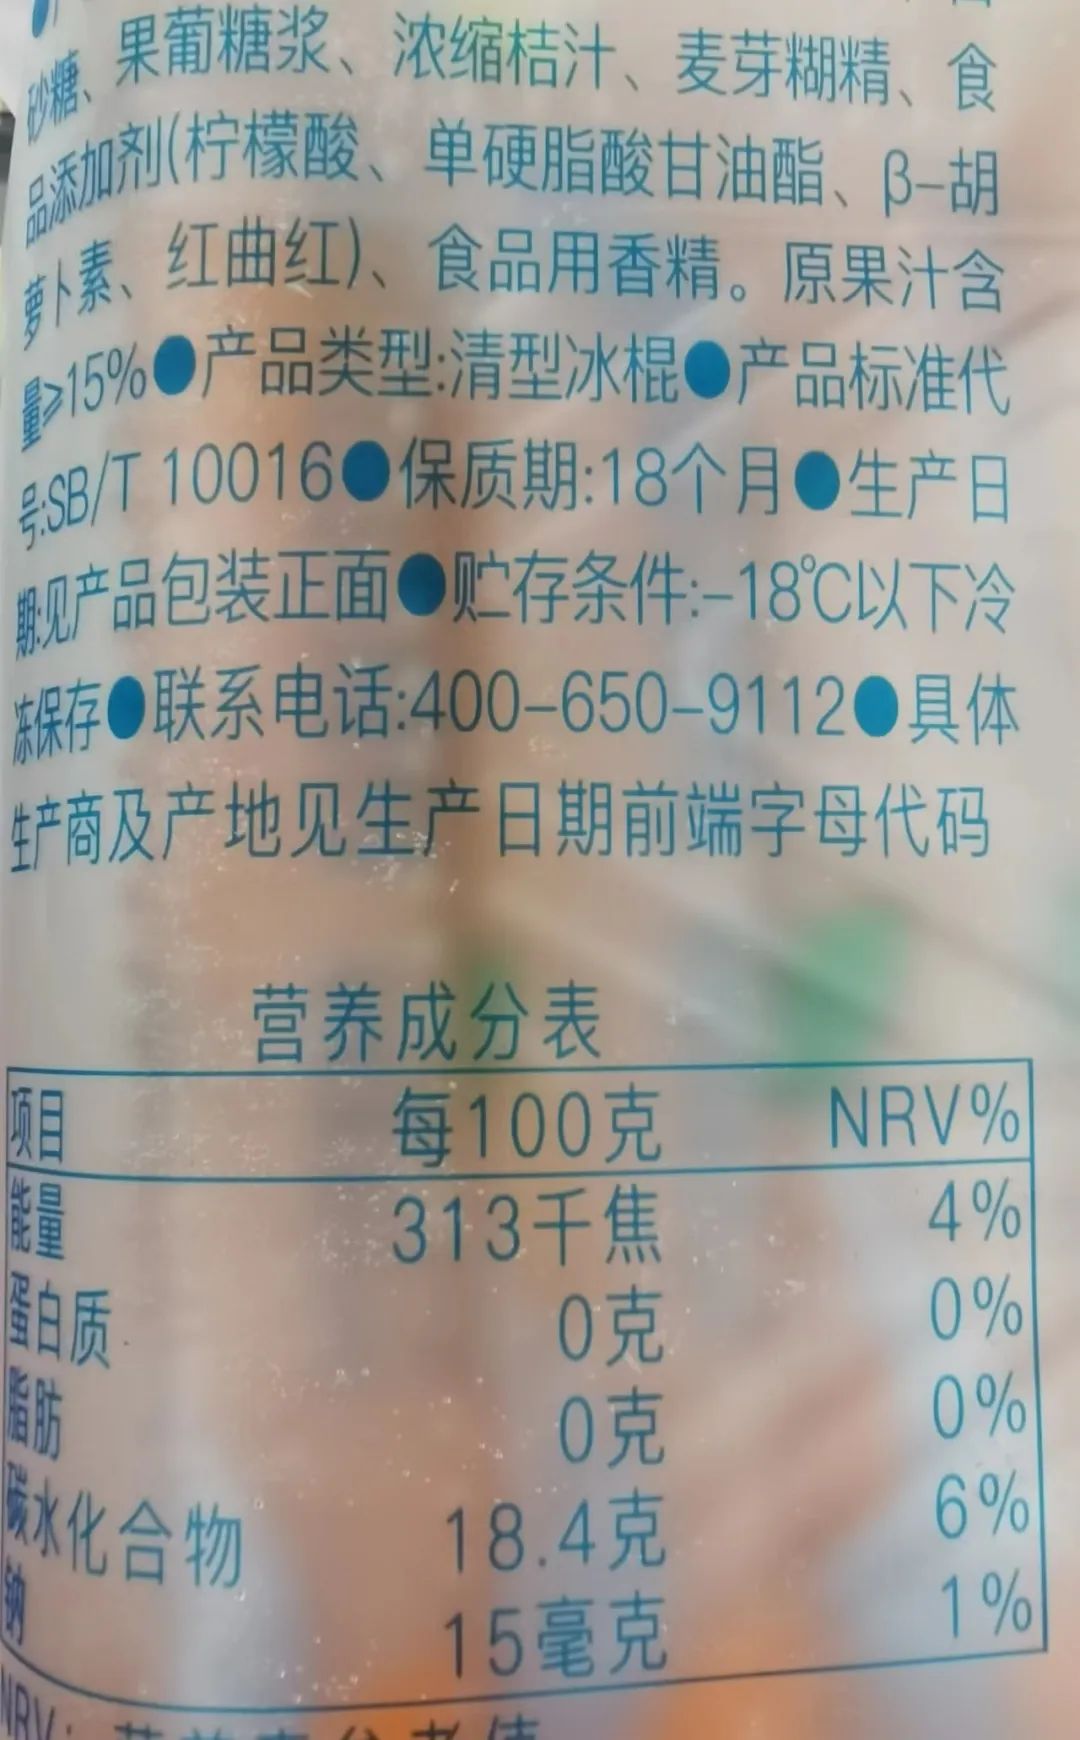 砂糖、果葡糖浆、浓缩桔汁、麦芽糊精、食
品添加剂(柠檬酸、单硬脂酸甘油酯、β-胡
萝卜素、红曲红)、食品用香精。原果汁含
量≥15%●产品类型:清型冰棍●产品标准代
号:SB/T 10016●保质期:18个月●生产日
期:见产品包装正面●贮存条件:-18℃以下冷
冻保存●联系电话:400-650-9112●具体
生产商及产地见生产日期前端字母代码
营养成分表
项目 每100克 NRV%
能量 313千焦 4%
蛋白质 0克 0%
脂肪 0克 0%
碳水化合物 18.4克 6%
钠 15毫克 1%
NRV:营养素参考值